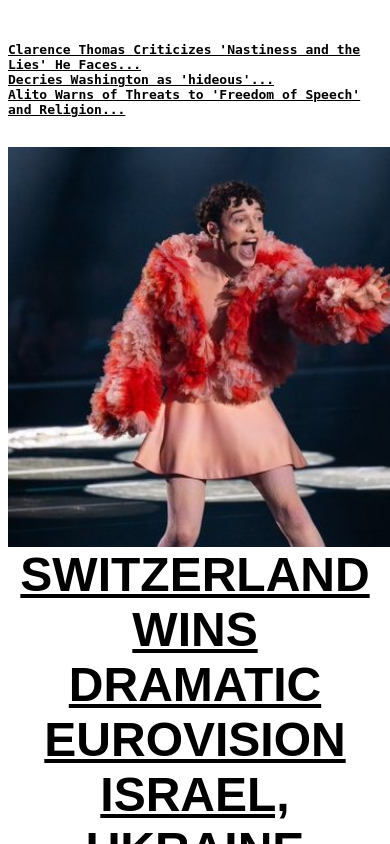 Clarence Thomas Criticizes 'Nastiness and the
Lies' He Faces...
Decries Washington as 'hideous'...
Alito Warns of Threats to 'Freedom of Speech'
and Religion...
SWITZERLAND
WINS
DRAMATIC
EUROVISION
ISRAEL,
UKRAINE